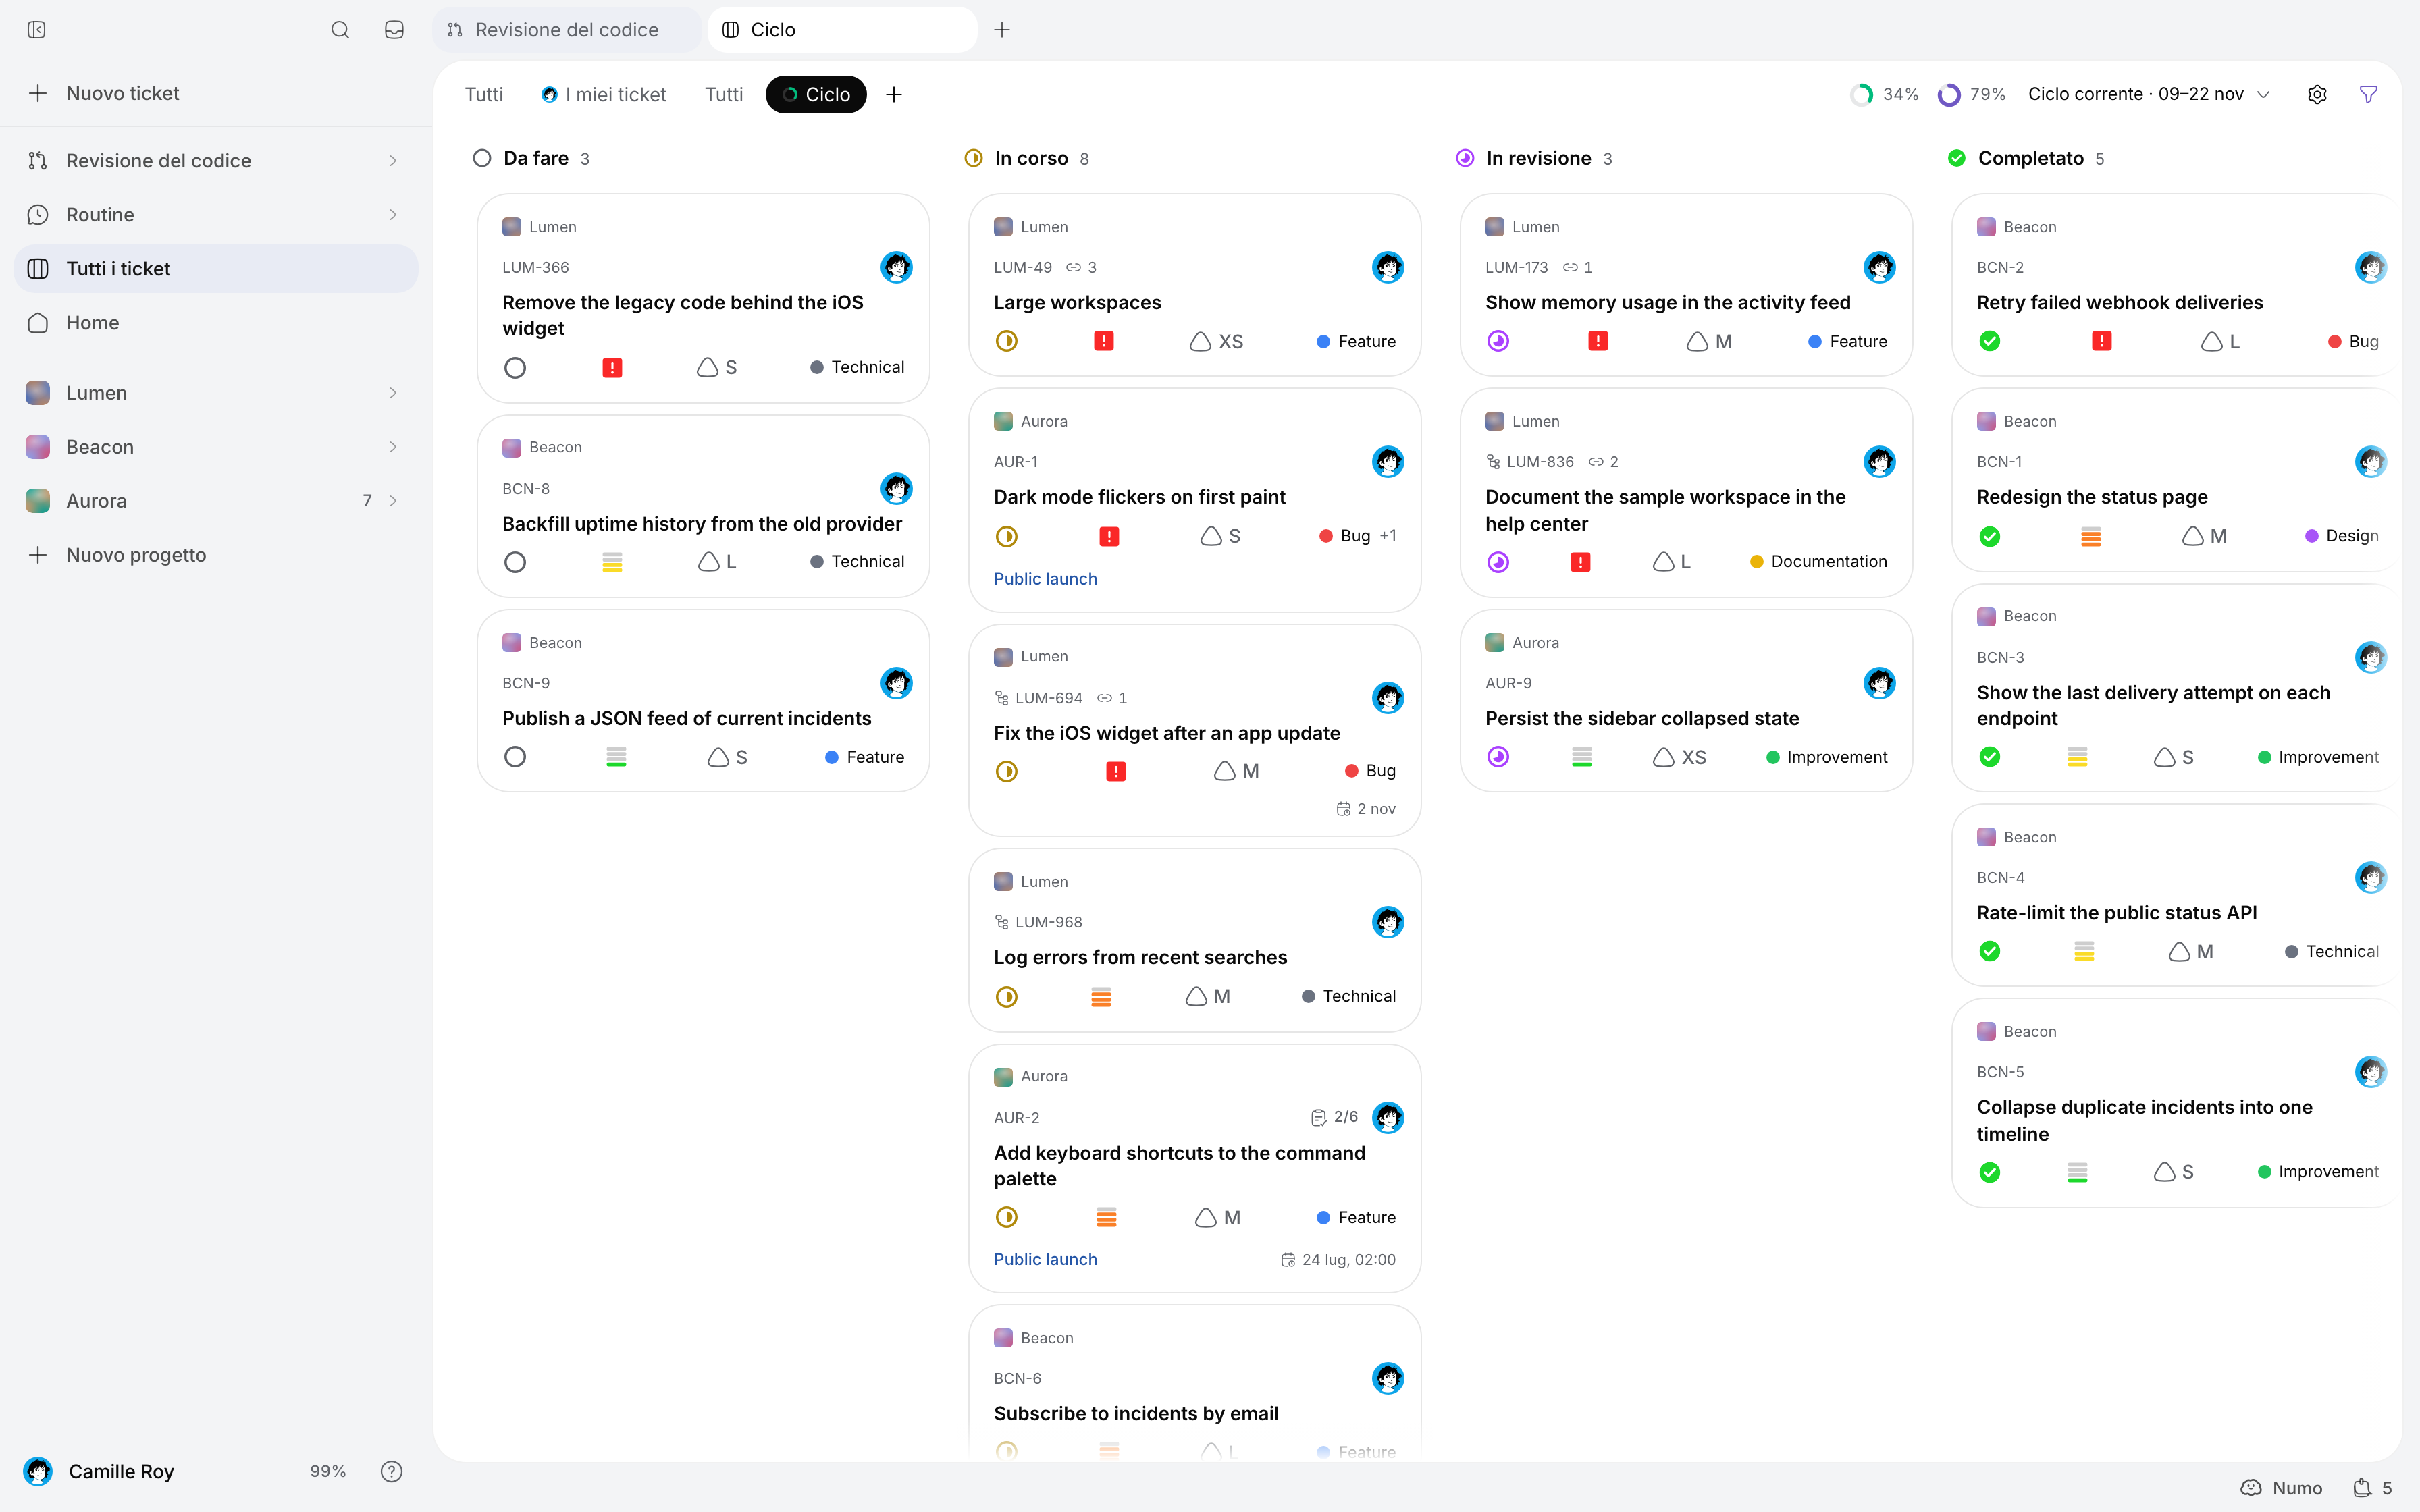 Revisione del codice
Ciclo
Nuovo ticket
Revisione del codice
Routine
Tutti i ticket
Home
Lumen
Beacon
Aurora 7
Nuovo progetto
Camille Roy 99%
Tutti
I miei ticket
Tutti
Ciclo
34% 79% Ciclo corrente · 09–22 nov
Da fare 3
Lumen
LUM-366
Remove the legacy code behind the iOS
widget
S Technical
Beacon
BCN-8
Backfill uptime history from the old provider
L Technical
Beacon
BCN-9
Publish a JSON feed of current incidents
S Feature
In corso 8
Lumen
LUM-49 3
Large workspaces
XS Feature
Aurora
AUR-1
Dark mode flickers on first paint
S Bug +1
Public launch
Lumen
LUM-694 1
Fix the iOS widget after an app update
M Bug
2 nov
Lumen
LUM-968
Log errors from recent searches
M Technical
Aurora
AUR-2 2/6
Add keyboard shortcuts to the command
palette
M Feature
Public launch 24 lug, 02:00
Beacon
BCN-6
Subscribe to incidents by email
L Feature
In revisione 3
Lumen
LUM-173 1
Show memory usage in the activity feed
M Feature
Lumen
LUM-836 2
Document the sample workspace in the
help center
L Documentation
Aurora
AUR-9
Persist the sidebar collapsed state
XS Improvement
Completato 5
Beacon
BCN-2
Retry failed webhook deliveries
L Bug
Beacon
BCN-1
Redesign the status page
M Design
Beacon
BCN-3
Show the last delivery attempt on each
endpoint
S Improvement
Beacon
BCN-4
Rate-limit the public status API
M Technical
Beacon
BCN-5
Collapse duplicate incidents into one
timeline
S Improvement
Numo 5